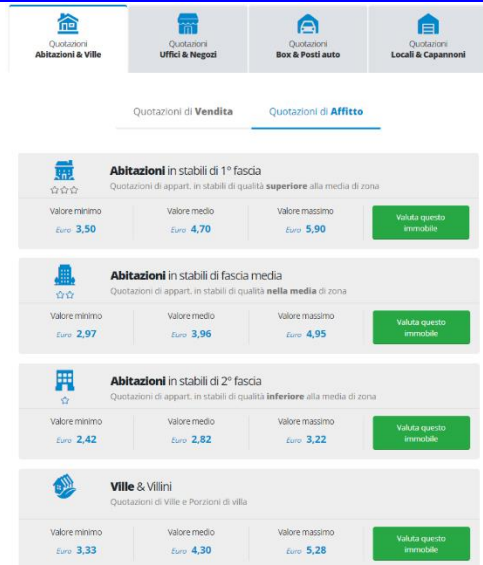 Quotazioni
Abitazioni & Ville
Quotazioni
Uffici & Negozi
Quotazioni
Box & Posti auto
Quotazioni
Locali & Capannoni
Quotazioni di Vendita
Quotazioni di Affitto
Abitazioni in stabili di 1° fascia
Quotazioni di appart. in stabili di qualità superiore alla media di zona
Valore minimo
Euro 3,50
Valore medio
Euro 4,70
Valore massimo
Euro 5,90
Valuta questo
immobile
Abitazioni in stabili di fascia media
Quotazioni di appart. in stabili di qualità nella media di zona
Valore minimo
Euro 2,97
Valore medio
Euro 3,96
Valore massimo
Euro 4,95
Valuta questo
immobile
Abitazioni in stabili di 2° fascia
Quotazioni di appart. in stabili di qualità inferiore alla media di zona
Valore minimo
Euro 2,42
Valore medio
Euro 2,82
Valore massimo
Euro 3,22
Valuta questo
immobile
Ville & Villini
Quotazioni di Ville e Porzioni di villa
Valore minimo
Euro 3,33
Valore medio
Euro 4,30
Valore massimo
Euro 5,28
Valuta questo
immobile